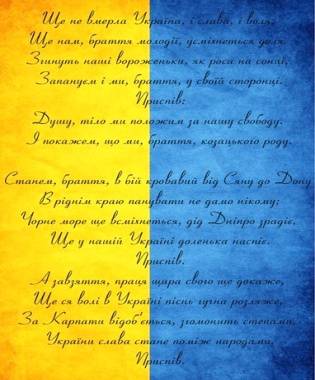 Ще не вмерла Україна, і слава, і воля!
Ще нам, браття молодії, усміхнеться доля.
Згинуть наші вороженьки, як роса на сонці,
Запануєм і ми, браття, у своїй сторонці.
Приспів:
Душу, тіло ми положим за нашу свободу.
І покажем, що ми, браття, козацького роду.
Станем, браття, в бій кровавий від Сяну до Дону
В ріднім краю панувати не дамо нікому;
Чорне море ще всміхнеться, дід Дніпро зрадіє,
Ще у нашій Україні доленька наспіє.
Приспів.
А завзяття, праця щира свого ще докаже,
Ще ся волі в Україні піснь гучна розляже,
За Карпати відоб'ється, згомонить степами,
України слава стане поміж народами.
Приспів.